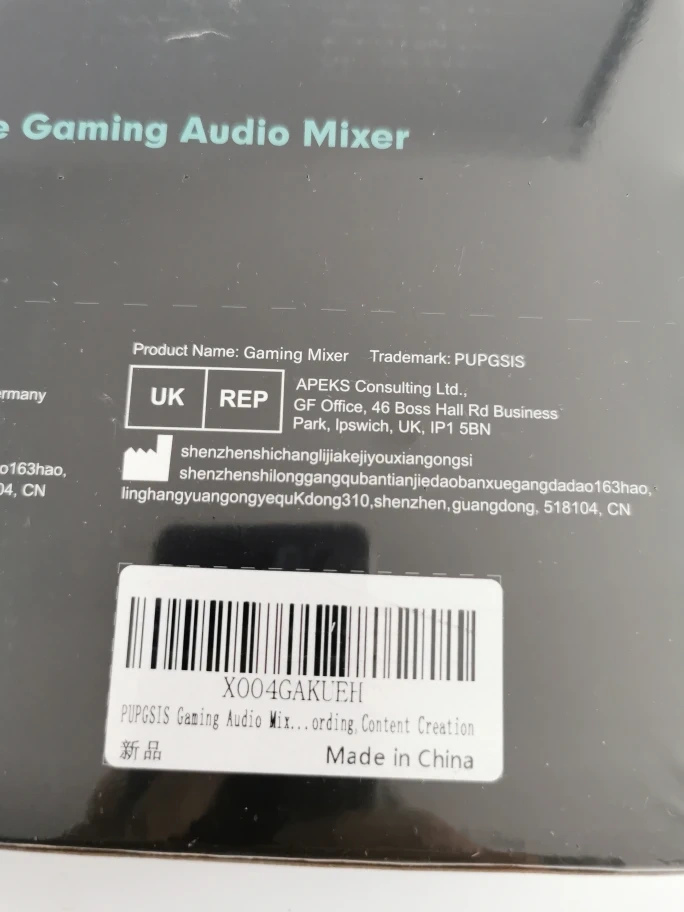 e Gaming Audio Mixer
Product Name: Gaming Mixer Trademark: PUPGSIS
UK REP
APEKS Consulting Ltd.,
GF Office, 46 Boss Hall Rd Business
Park, Ipswich, UK, IP1 5BN
rmany
o163hao,
04, CN
shenzhenshichanglijiakejiyouxiangongsi
shenzhenshilonggangqubantianjiedaobanxuegangdadao163hao,
linghangyuangongyequKdong310,shenzhen,guangdong, 518104, CN
X004GAKUEH
PUPGSIS Gaming Audio Mix...ording,Content Creation
新品
Made in China